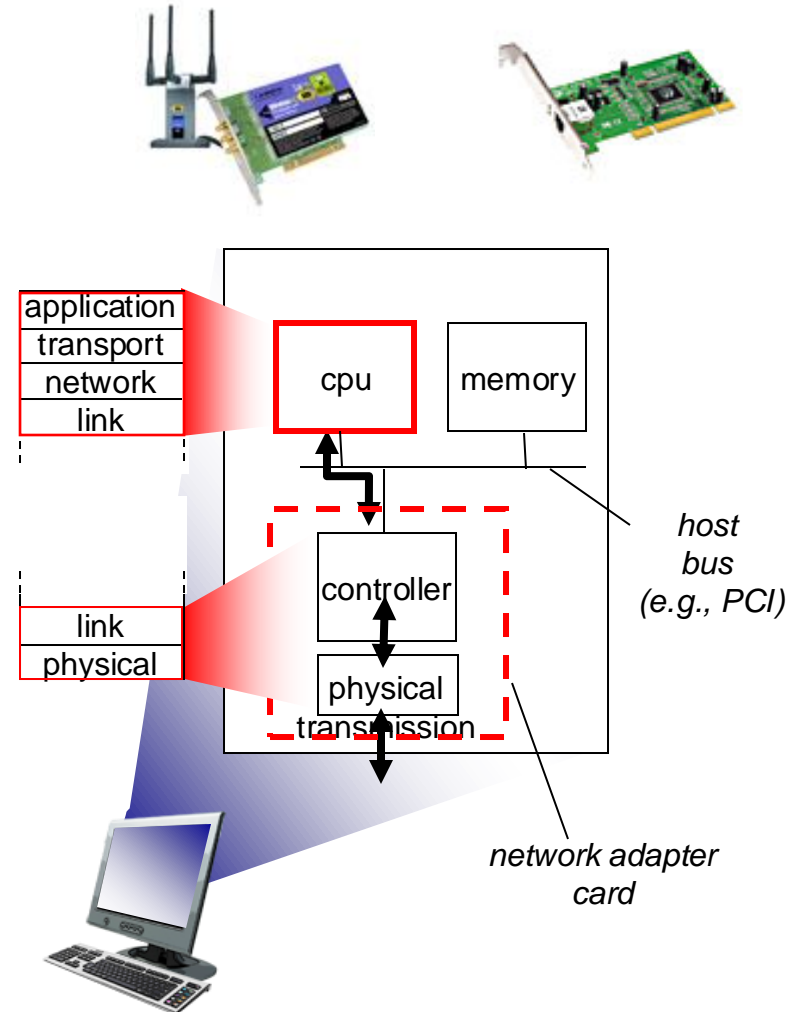 application
transport
network
link
cpu
memory
host
bus
(e.g., PCI)
controller
link
physical
physical
transmission
network adapter
card